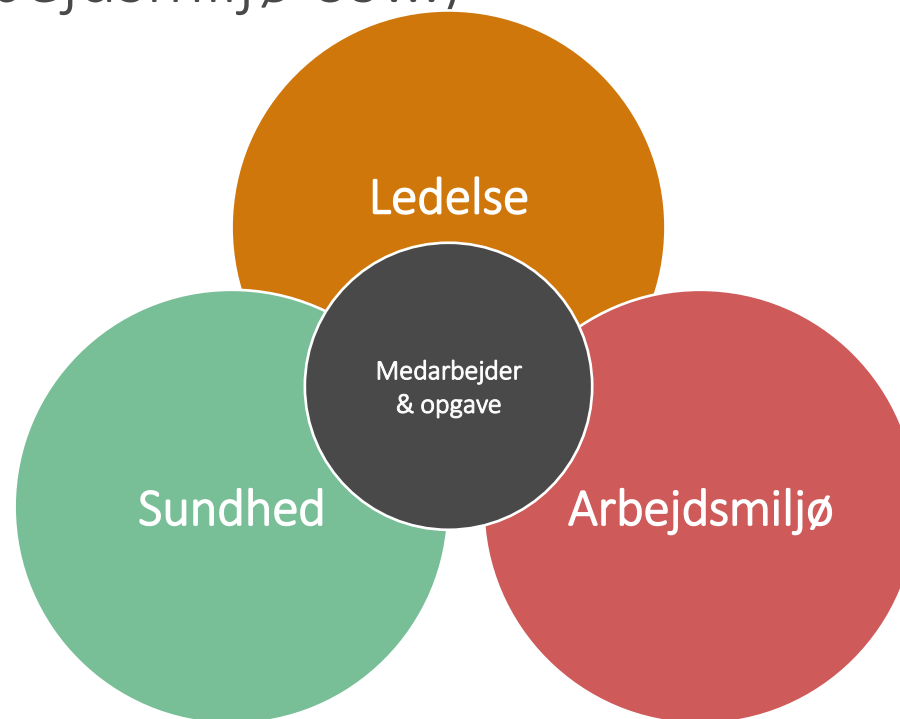 Ledelse
Medarbejder
& opgave
Sundhed
Arbejdsmiljø